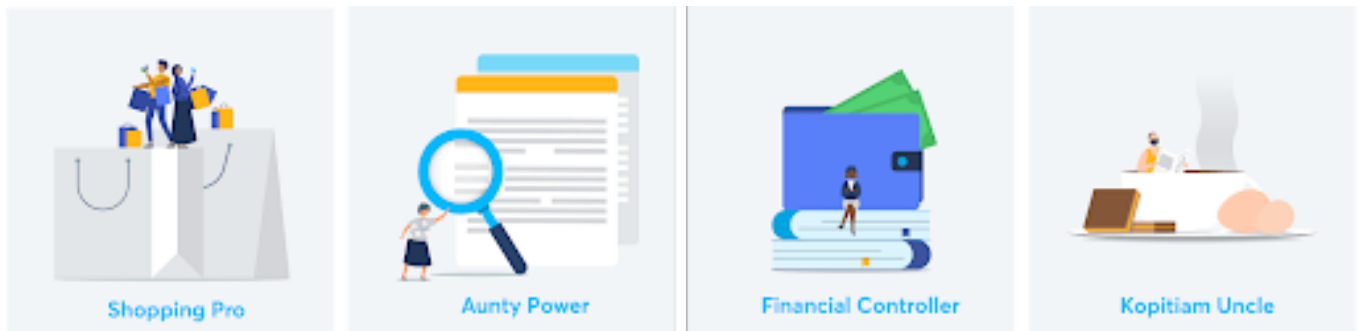 Shopping Pro
Aunty Power
Financial Controller
Kopitiam Uncle